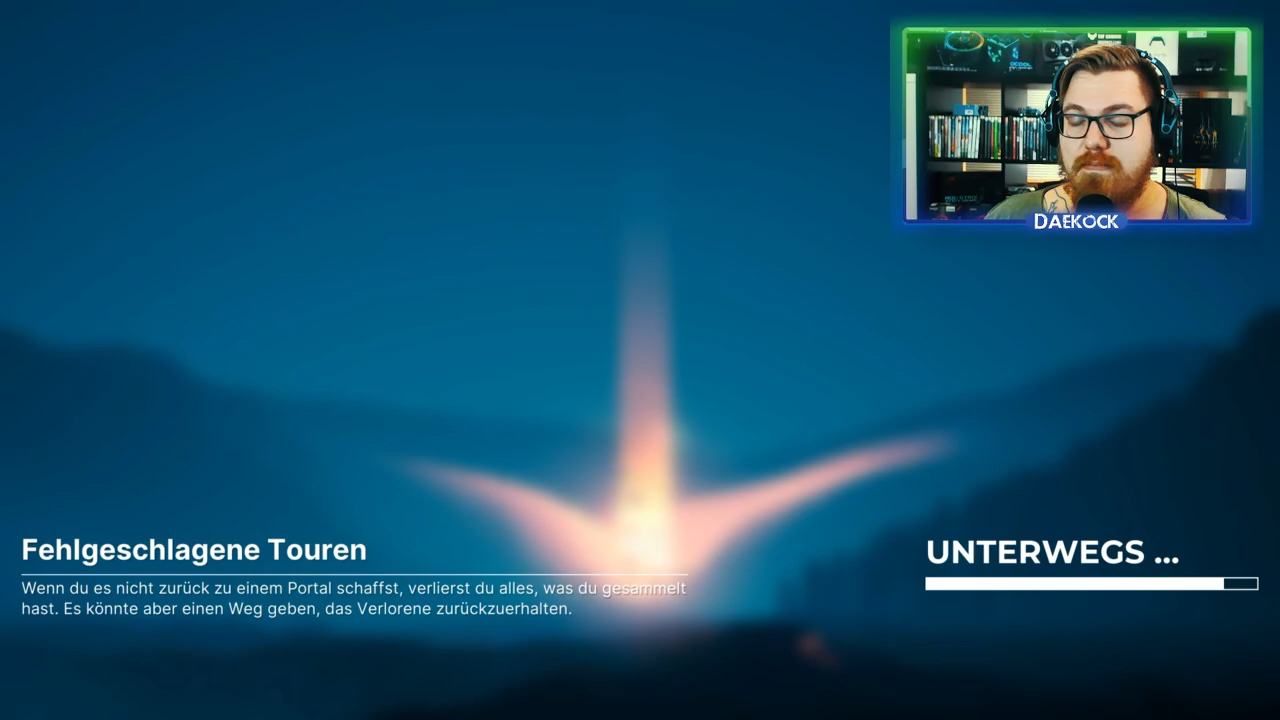 DAEKOCK
Fehlgeschlagene Touren
Wenn du es nicht zurück zu einem Portal schaffst, verlierst du alles, was du gesammelt
hast. Es könnte aber einen Weg geben, das Verlorene zurückzuerhalten.
UNTERWEGS ...